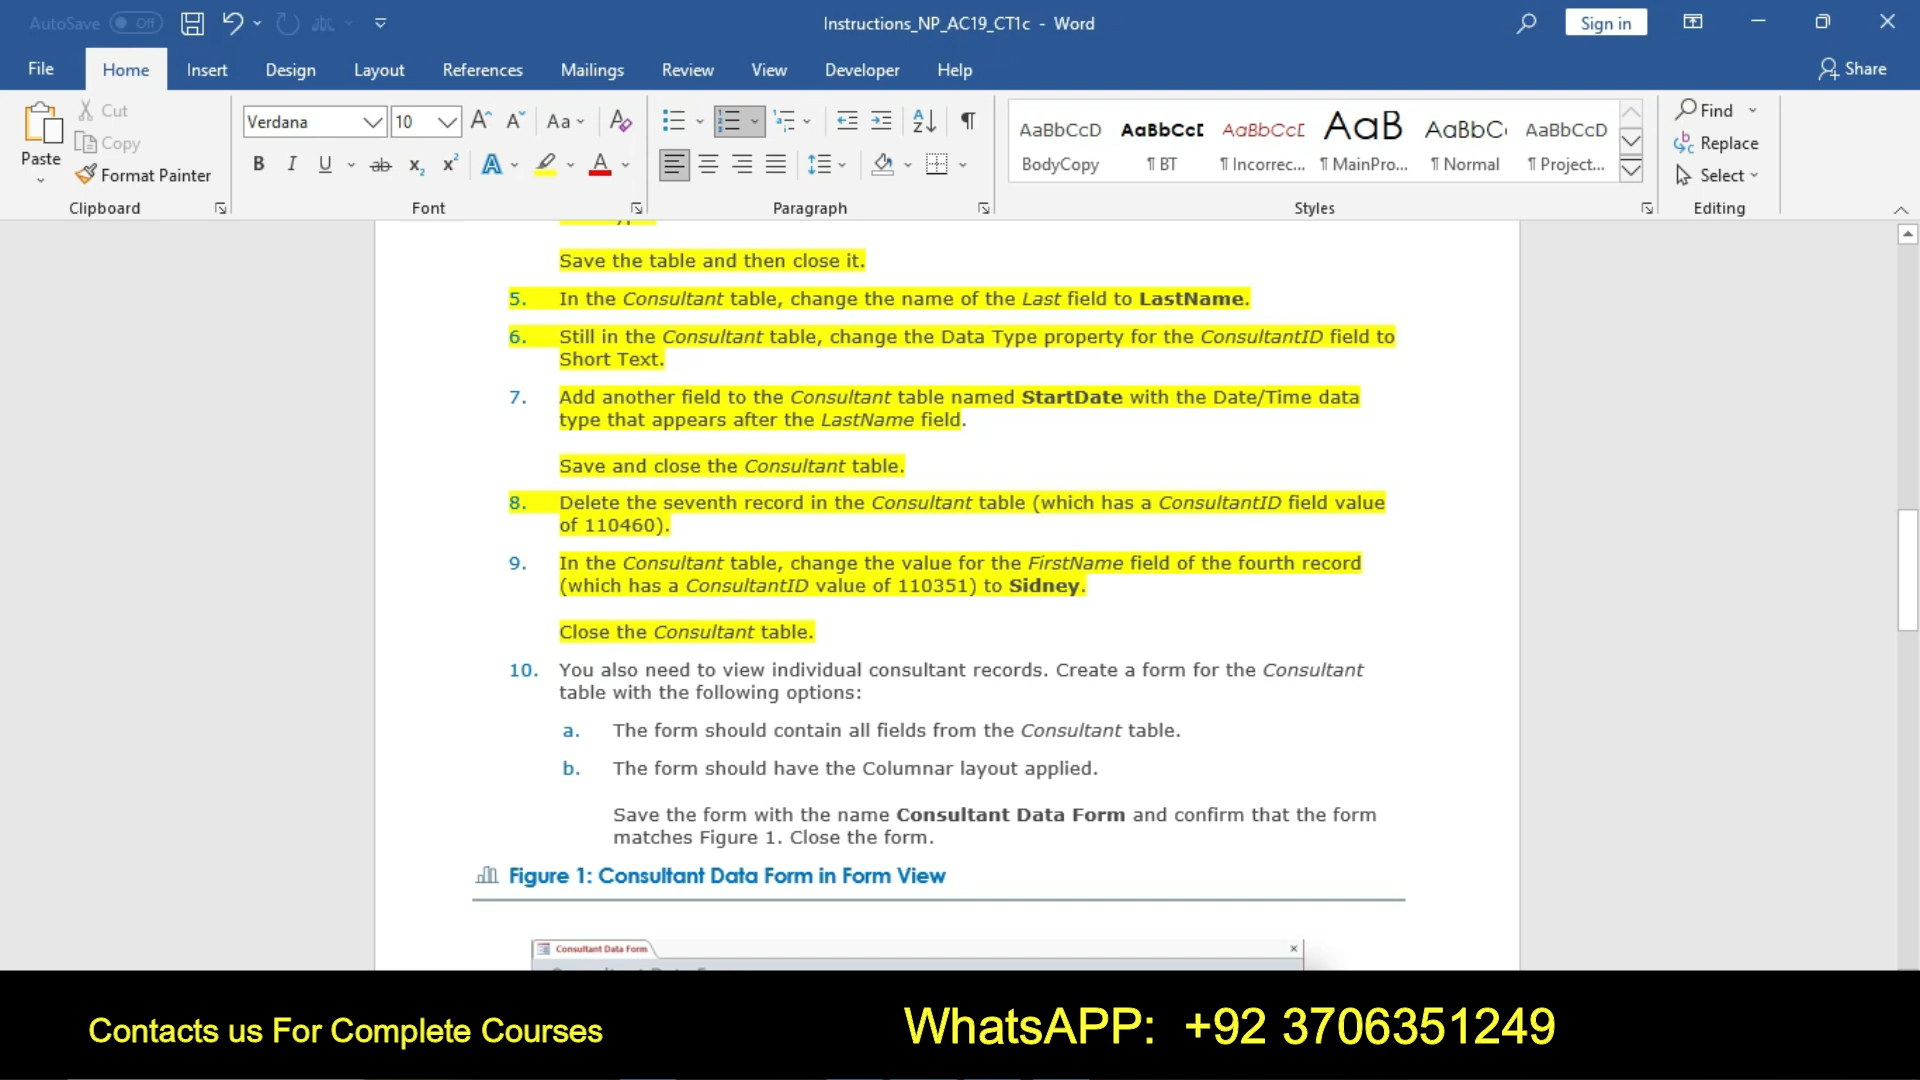 AutoSave Off
Instructions_NP_AC19_CT1c - Word
Sign in
File Home Insert Design Layout References Mailings Review View Developer Help Share
Paste
Cut
Copy
Format Painter
Clipboard
Verdana 10
Aa
B I U ab x₂ x² A A
Font
Paragraph
AaBbCcD AaBbCcD AaBbCcD AaB AaBbC AaBbCcD
BodyCopy ¶ BT ¶ Incorrec... ¶ MainPro... ¶ Normal ¶ Project...
Styles
Find
Replace
Select
Editing
Save the table and then close it.
5. In the Consultant table, change the name of the Last field to LastName.
6. Still in the Consultant table, change the Data Type property for the ConsultantID field to
Short Text.
7. Add another field to the Consultant table named StartDate with the Date/Time data
type that appears after the LastName field.
Save and close the Consultant table.
8. Delete the seventh record in the Consultant table (which has a ConsultantID field value
of 110460).
9. In the Consultant table, change the value for the FirstName field of the fourth record
(which has a ConsultantID value of 110351) to Sidney.
Close the Consultant table.
10. You also need to view individual consultant records. Create a form for the Consultant
table with the following options:
a. The form should contain all fields from the Consultant table.
b. The form should have the Columnar layout applied.
Save the form with the name Consultant Data Form and confirm that the form
matches Figure 1. Close the form.
Figure 1: Consultant Data Form in Form View
Consultant Data Form
Contacts us For Complete Courses
WhatsAPP: +92 3706351249